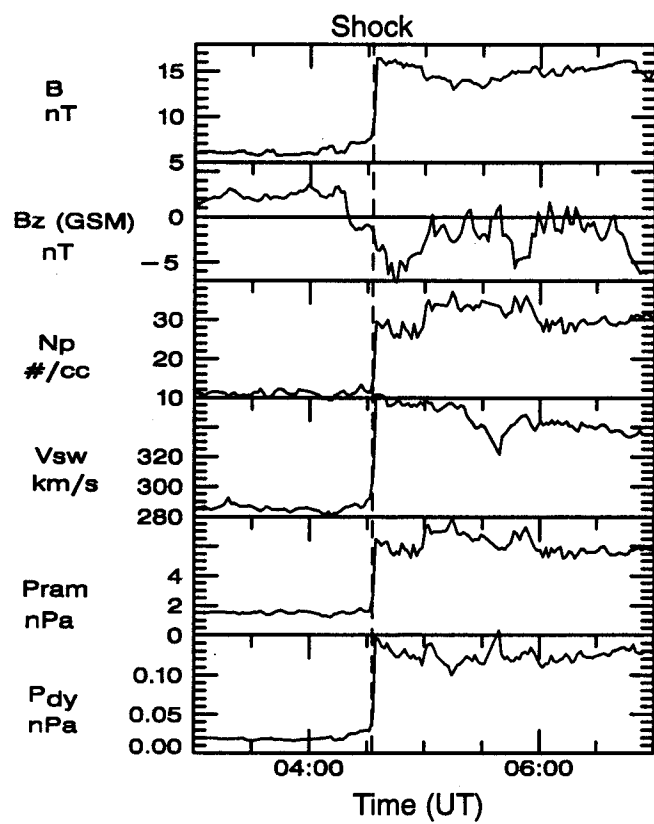 Shock
B
nT
15
10
5
Bz (GSM)
nT
0
−5
Np
#/cc
30
20
10
Vsw
km/s
320
300
280
Pram
nPa
4
2
0
Pdy
nPa
0.10
0.05
0.00
04:00 06:00
Time (UT)